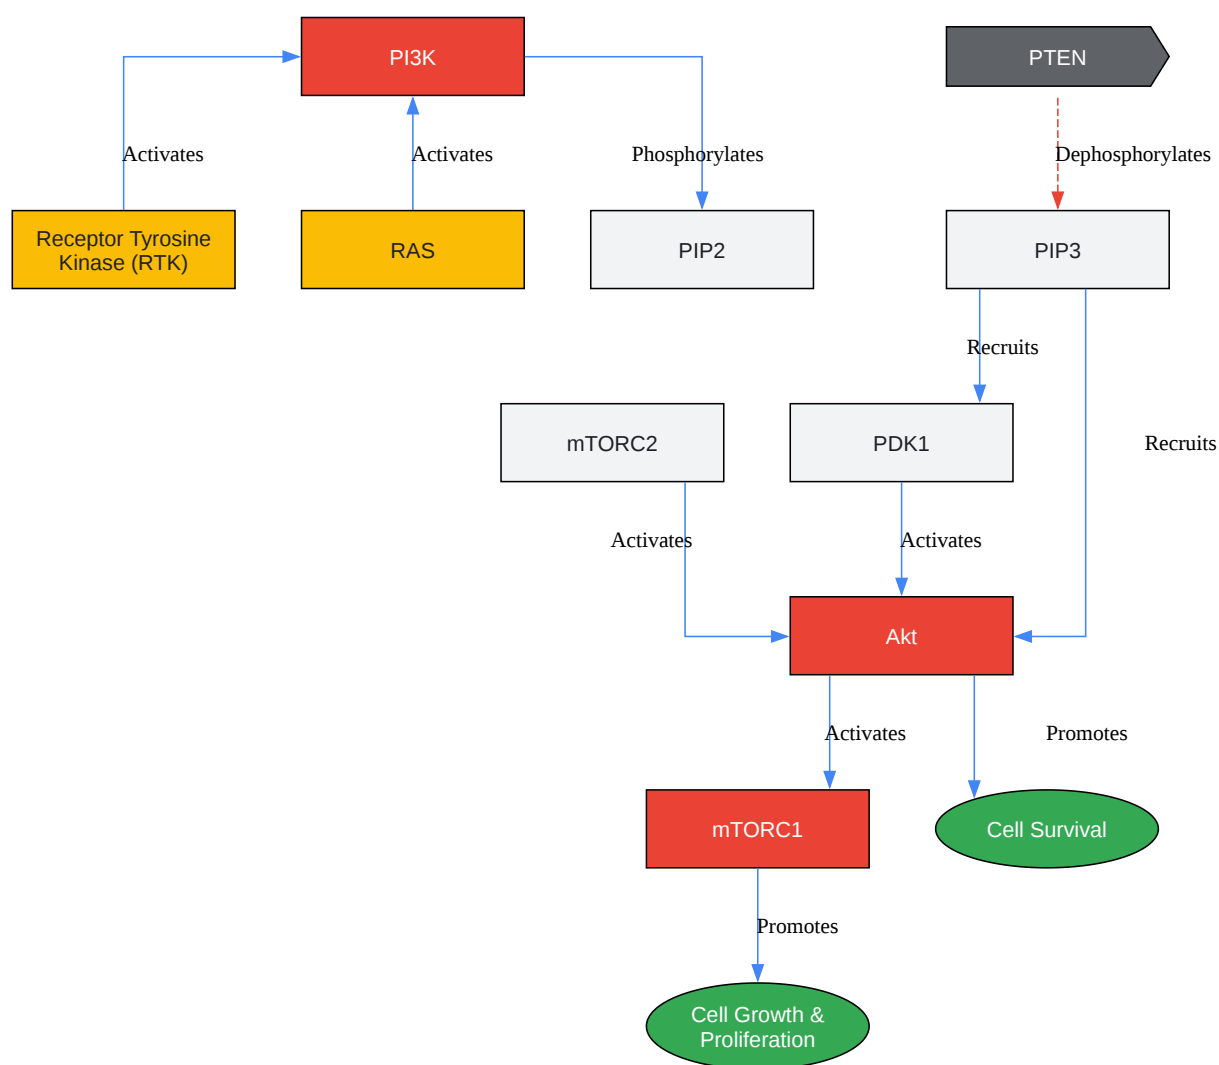 PI3K
PTEN
Activates
Activates
Phosphorylates
Dephosphorylates
Receptor Tyrosine
Kinase (RTK)
RAS
PIP2
PIP3
Recruits
mTORC2
PDK1
Recruits
Activates
Activates
Akt
Activates
Promotes
mTORC1
Cell Survival
Promotes
Cell Growth &
Proliferation